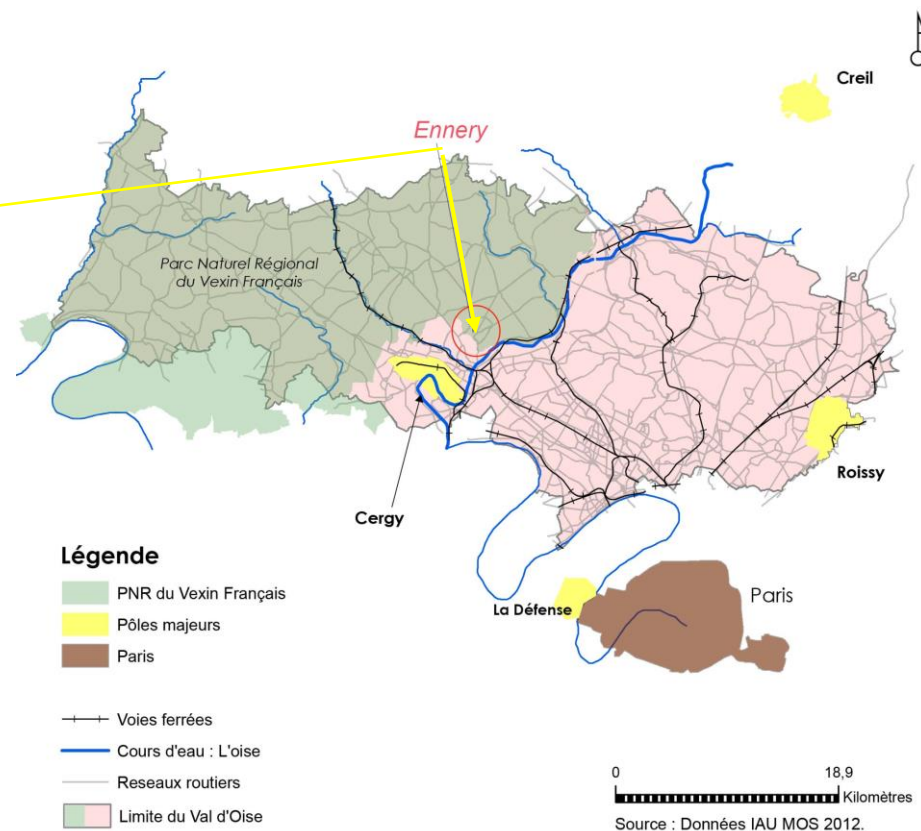 Creil
Ennery
Parc Naturel Régional
du Vexin Français
Roissy
Cergy
Légende
PNR du Vexin Français
Pôles majeurs
Paris
La Défense
Paris
Voies ferrées
Cours d'eau : L'oise
Reseaux routiers
Limite du Val d'Oise
0 18,9
Kilomètres
Source : Données IAU MOS 2012.